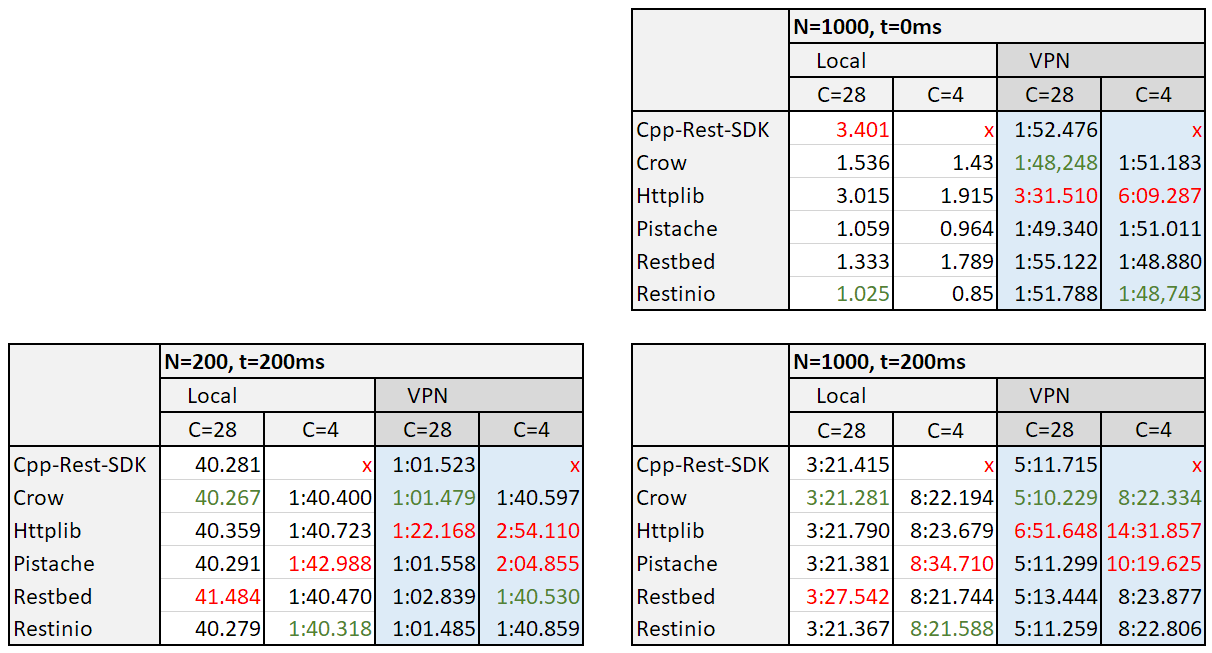 N=1000, t=0ms
Local VPN
C=28 C=4 C=28 C=4
Cpp-Rest-SDK 3.401 x 1:52.476 x
Crow 1.536 1.43 1:48,248 1:51.183
Httplib 3.015 1.915 3:31.510 6:09.287
Pistache 1.059 0.964 1:49.340 1:51.011
Restbed 1.333 1.789 1:55.122 1:48.880
Restinio 1.025 0.85 1:51.788 1:48,743
N=200, t=200ms
Local VPN
C=28 C=4 C=28 C=4
Cpp-Rest-SDK 40.281 x 1:01.523 x
Crow 40.267 1:40.400 1:01.479 1:40.597
Httplib 40.359 1:40.723 1:22.168 2:54.110
Pistache 40.291 1:42.988 1:01.558 2:04.855
Restbed 41.484 1:40.470 1:02.839 1:40.530
Restinio 40.279 1:40.318 1:01.485 1:40.859
N=1000, t=200ms
Local VPN
C=28 C=4 C=28 C=4
Cpp-Rest-SDK 3:21.415 x 5:11.715 x
Crow 3:21.281 8:22.194 5:10.229 8:22.334
Httplib 3:21.790 8:23.679 6:51.648 14:31.857
Pistache 3:21.381 8:34.710 5:11.299 10:19.625
Restbed 3:27.542 8:21.744 5:13.444 8:23.877
Restinio 3:21.367 8:21.588 5:11.259 8:22.806